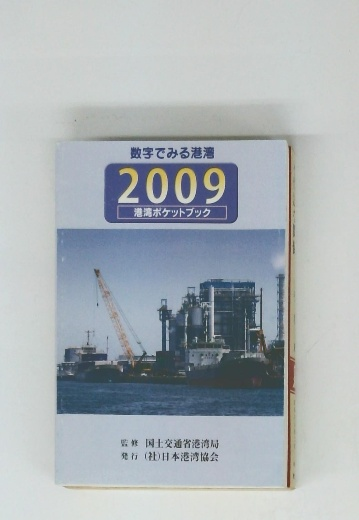 数字でみる港湾
2009
港湾ポケットブック
監修 国土交通省港湾局
発行 (社)日本港湾協会